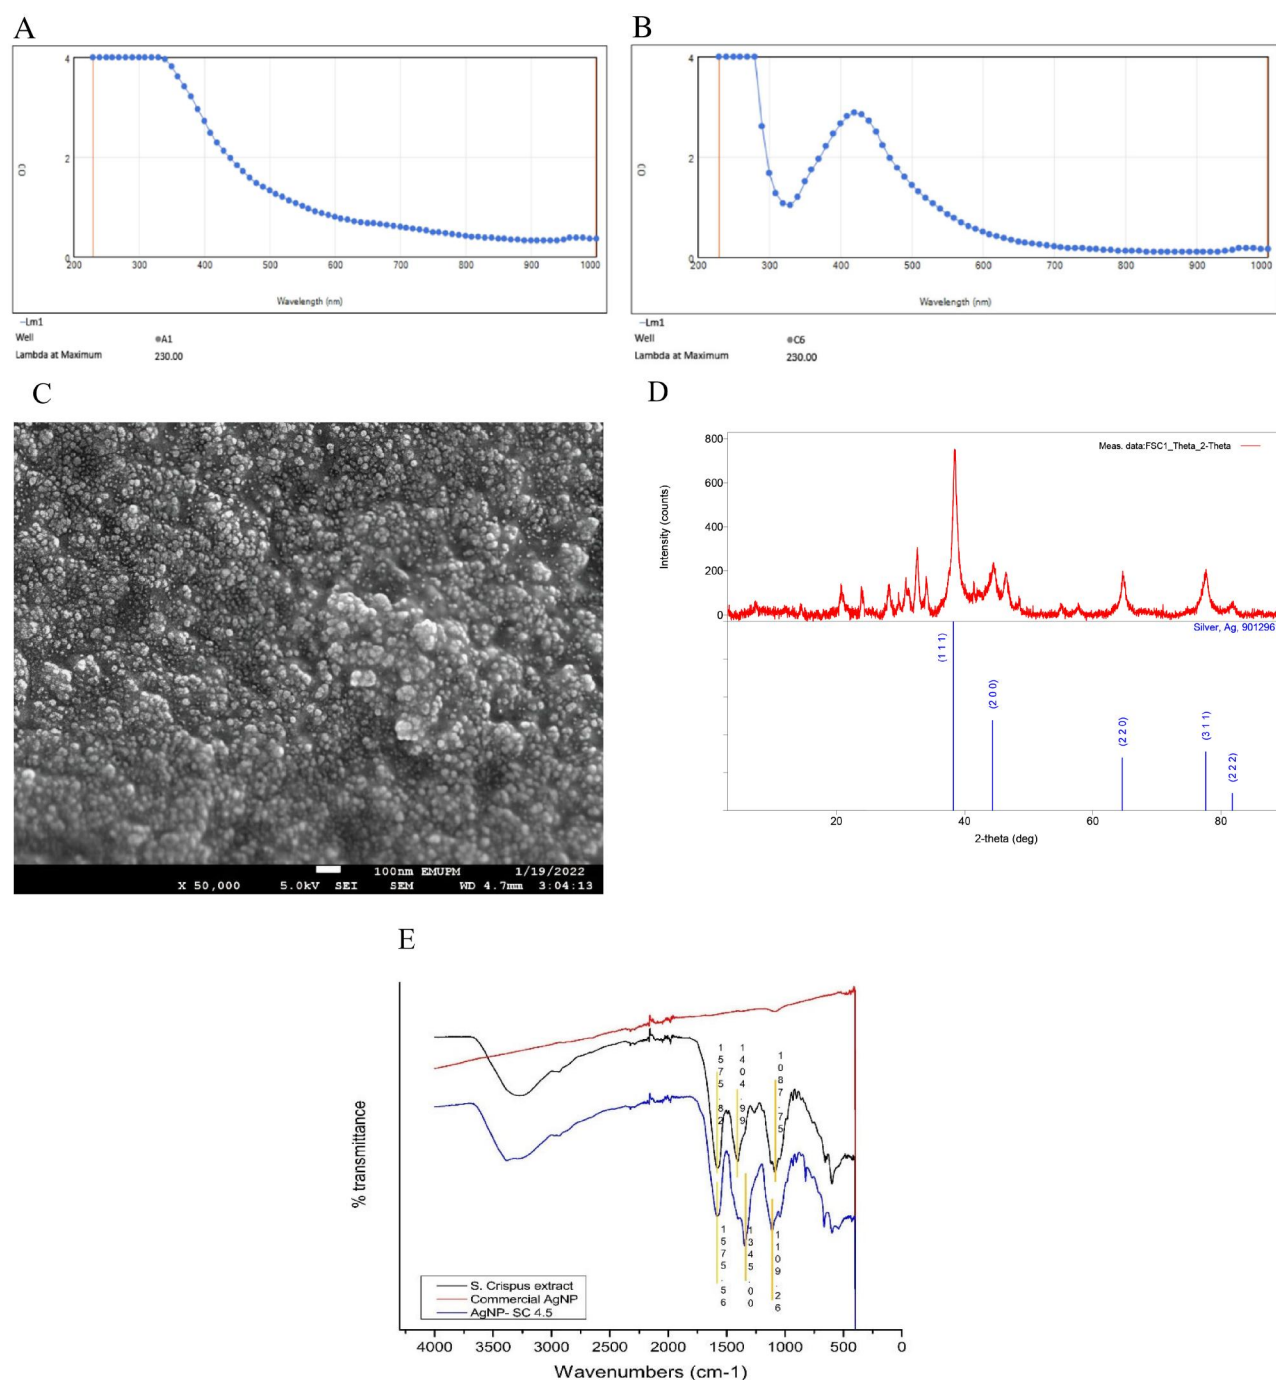 A
4
2
0
OD
200 300 400 500 600 700 800 900 1000
Wavelength (nm)
Lm1
Well A1
Lambda at Maximum 230.00
B
4
2
0
OD
200 300 400 500 600 700 800 900 1000
Wavelength (nm)
Lm1
Well C6
Lambda at Maximum 230.00
C
100nm EMUPM 1/19/2022
X 50,000 5.0kV SEI SEM WD 4.7mm 3:04:13
D
800
600
400
200
0
Intensity (counts)
Meas. data:FSC1_Theta_2-Theta
Silver, Ag, 901296
(1 1 1)
(2 0 0)
(2 2 0)
(3 1 1)
(2 2 2)
20 40 60 80
2-theta (deg)
E
% transmittance
1575.82
1404.99
1087.75
1575.56
1345.00
1109.26
S. Crispus extract
Commercial AgNP
AgNP- SC 4.5
4000 3500 3000 2500 2000 1500 1000 500 0
Wavenumbers (cm-1)